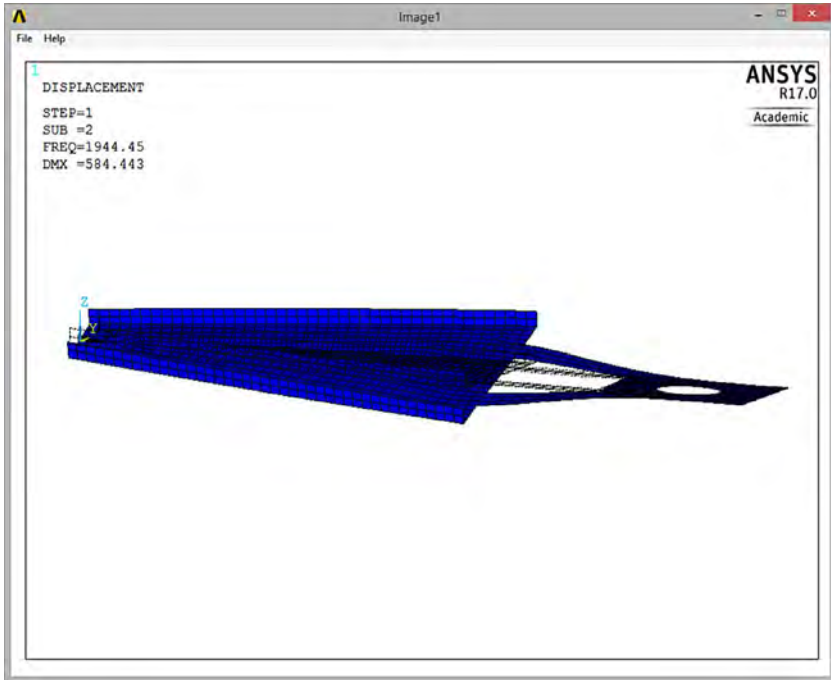 Image1
File Help
1
DISPLACEMENT
STEP=1
SUB =2
FREQ=1944.45
DMX =584.443
ANSYS
R17.0
Academic
Z
Y